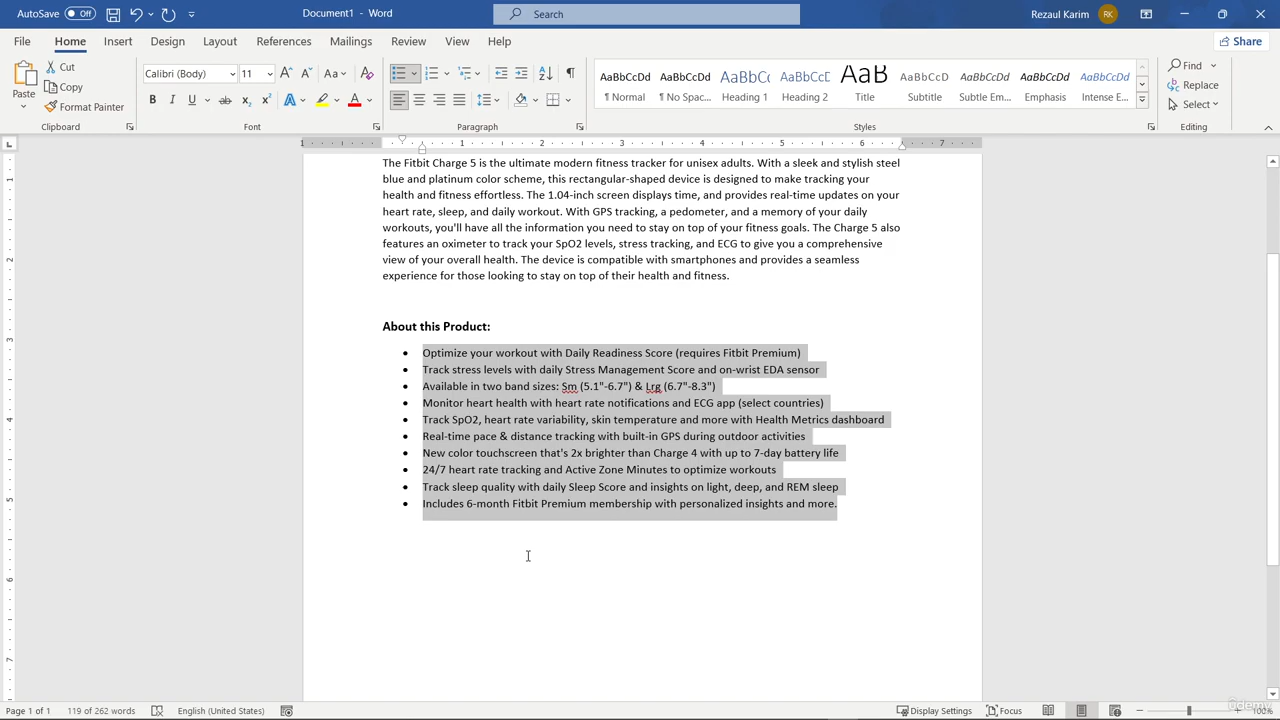 AutoSave Off Document1 - Word Search Rezaul Karim RK
File Home Insert Design Layout References Mailings Review View Help Share
Paste Cut Copy Format Painter Clipboard
Calibri (Body) 11 Font
Paragraph
AaBbCcDd AaBbCcDd AaBbCc AaBbCcC AaB AaBbCcD AaBbCcDd AaBbCcDd AaBbCcDd
¶ Normal ¶ No Spac... Heading 1 Heading 2 Title Subtitle Subtle Em... Emphasis Intense E...
Styles
Find Replace Select Editing
1 1 2 3 4 5 6 7
The Fitbit Charge 5 is the ultimate modern fitness tracker for unisex adults. With a sleek and stylish steel
blue and platinum color scheme, this rectangular-shaped device is designed to make tracking your
health and fitness effortless. The 1.04-inch screen displays time, and provides real-time updates on your
heart rate, sleep, and daily workout. With GPS tracking, a pedometer, and a memory of your daily
workouts, you'll have all the information you need to stay on top of your fitness goals. The Charge 5 also
features an oximeter to track your SpO2 levels, stress tracking, and ECG to give you a comprehensive
view of your overall health. The device is compatible with smartphones and provides a seamless
experience for those looking to stay on top of their health and fitness.
About this Product:
• Optimize your workout with Daily Readiness Score (requires Fitbit Premium)
• Track stress levels with daily Stress Management Score and on-wrist EDA sensor
• Available in two band sizes: Sm (5.1"-6.7") & Lrg (6.7"-8.3")
• Monitor heart health with heart rate notifications and ECG app (select countries)
• Track SpO2, heart rate variability, skin temperature and more with Health Metrics dashboard
• Real-time pace & distance tracking with built-in GPS during outdoor activities
• New color touchscreen that's 2x brighter than Charge 4 with up to 7-day battery life
• 24/7 heart rate tracking and Active Zone Minutes to optimize workouts
• Track sleep quality with daily Sleep Score and insights on light, deep, and REM sleep
• Includes 6-month Fitbit Premium membership with personalized insights and more.
Page 1 of 1 119 of 262 words English (United States) Display Settings Focus 100%